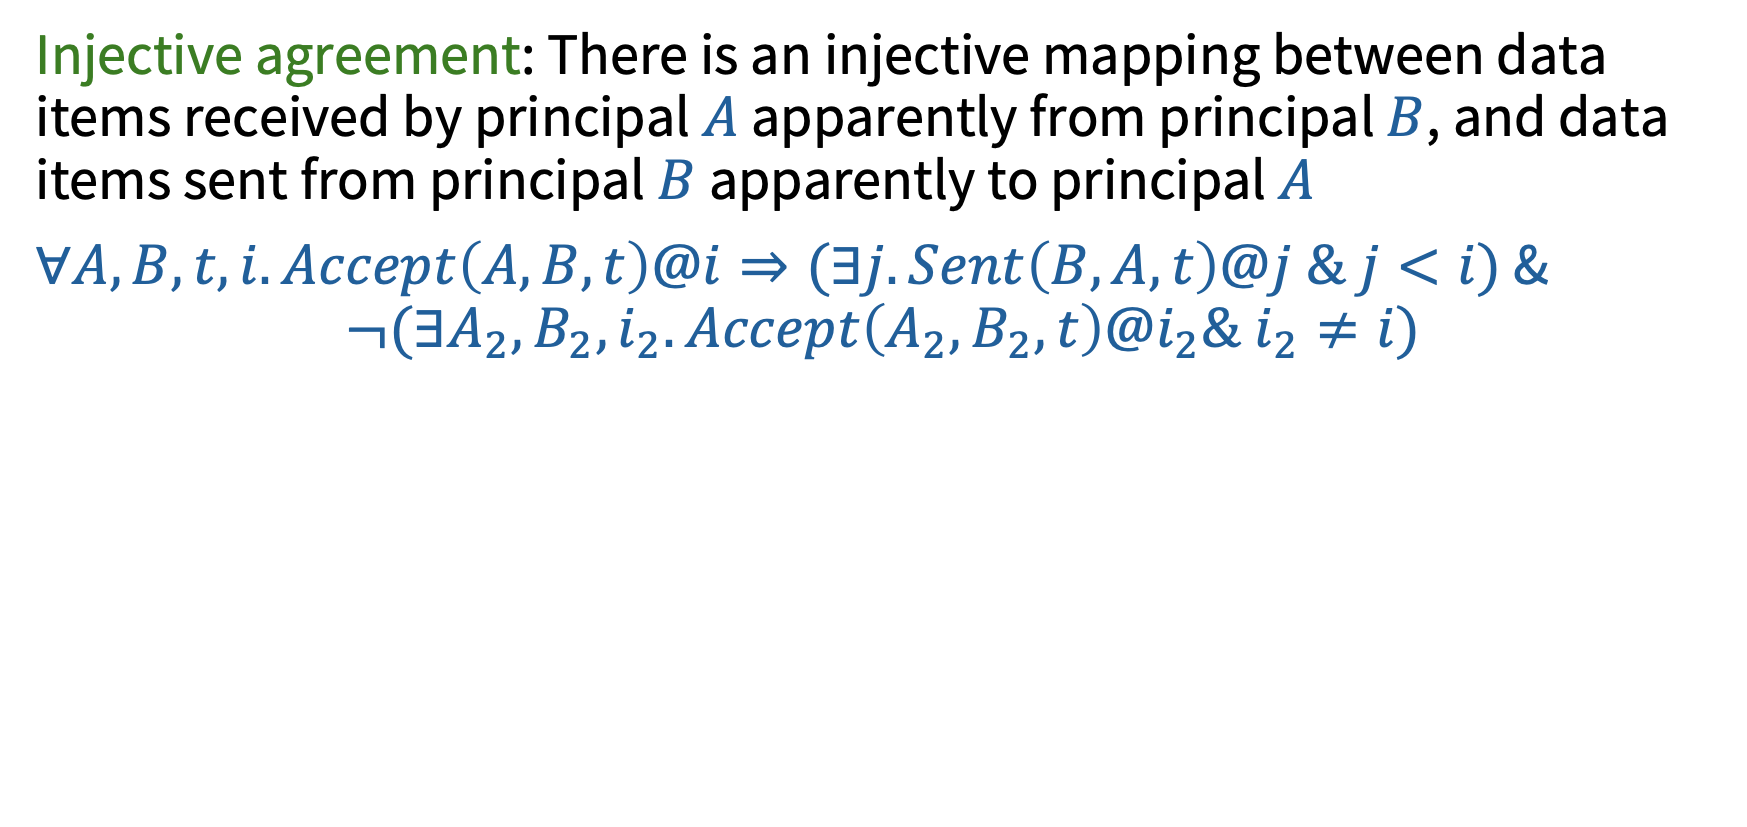 Injective agreement: There is an injective mapping between data
items received by principal A apparently from principal B, and data
items sent from principal B apparently to principal A
∀A, B, t, i. Accept(A, B, t)@i ⇒ (∃j. Sent(B, A, t)@j & j < i) &
¬(∃A₂, B₂, i₂. Accept(A₂, B₂, t)@i₂& i₂ ≠ i)